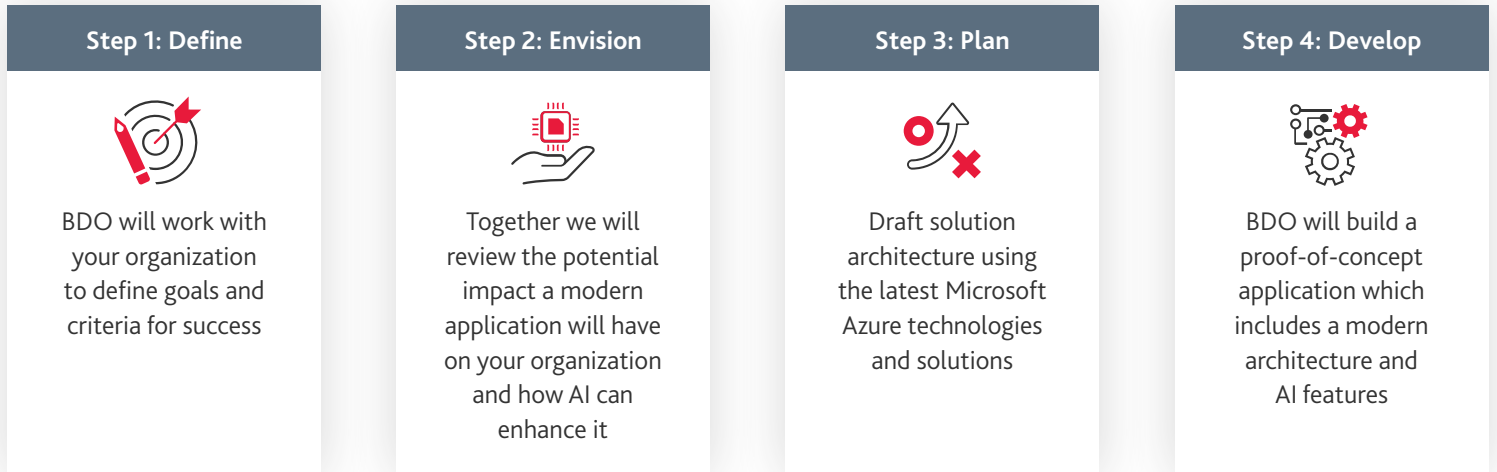 Step 1: Define
BDO will work with
your organization
to define goals and
criteria for success
Step 2: Envision
Together we will
review the potential
impact a modern
application will have
on your organization
and how AI can
enhance it
Step 3: Plan
Draft solution
architecture using
the latest Microsoft
Azure technologies
and solutions
Step 4: Develop
BDO will build a
proof-of-concept
application which
includes a modern
architecture and
AI features